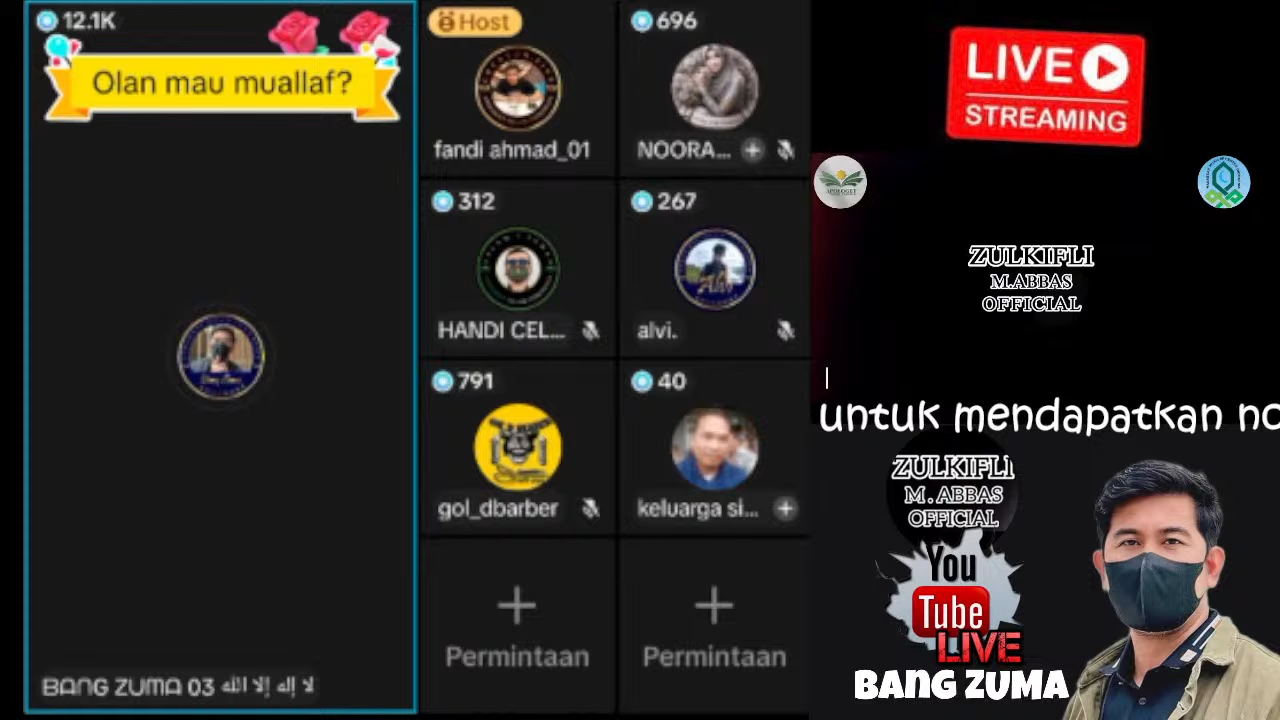 12.1K
Olan mau muallaf?
BANG ZUMA 03 لا إله إلا الله
Host
fandi ahmad_01
696
NOORA...
312
HANDI CEL...
267
alvi.
791
gol_dbarber
40
keluarga si...
Permintaan
Permintaan
LIVE
STREAMING
APOLOGET
ZULKIFLI
M.ABBAS
OFFICIAL
untuk mendapatkan no
ZULKIFLI
M.ABBAS
OFFICIAL
You
Tube
LIVE
BANG ZUMA